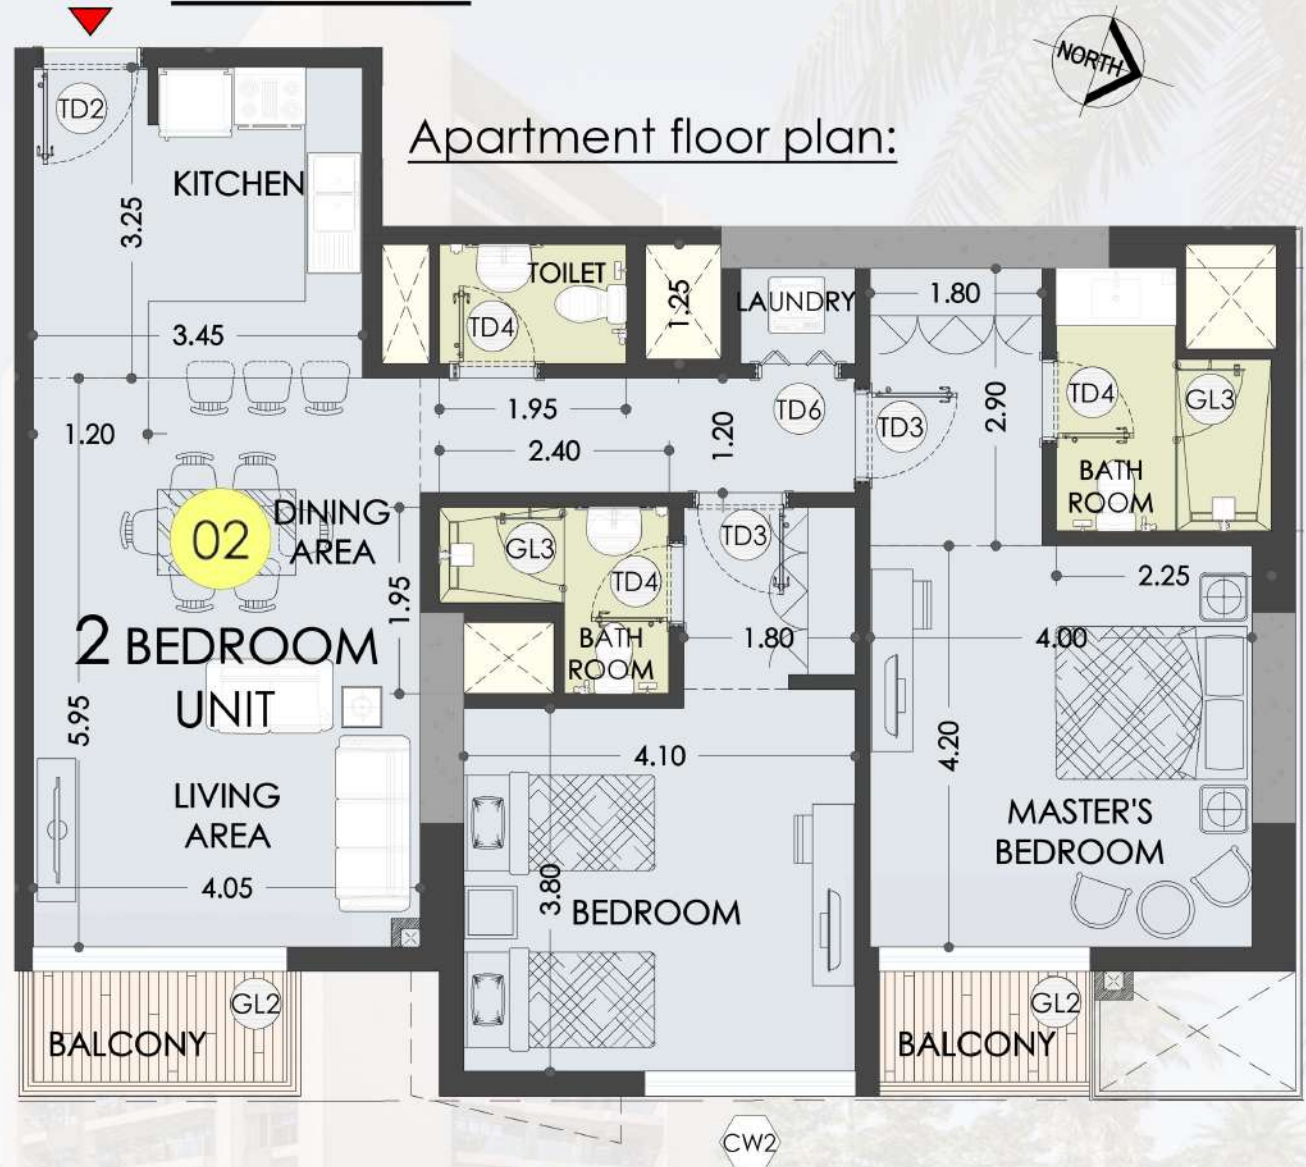 NORTH
Apartment floor plan:
TD2
KITCHEN
3.25
3.45
TOILET
TD4
1.25
LAUNDRY
1.80
TD4
GL3
1.20
1.95
2.40
1.20
TD6
TD3
2.90
BATH
ROOM
02
DINING
AREA
GL3
TD4
TD3
2.25
1.95
BATH
ROOM
1.80
4.00
2 BEDROOM
UNIT
5.95
4.10
4.20
LIVING
AREA
MASTER'S
BEDROOM
4.05
3.80
BEDROOM
GL2
BALCONY
GL2
BALCONY
CW2